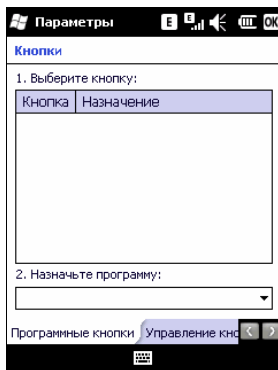 Параметры E E OK
Кнопки
1. Выберите кнопку:
Кнопка Назначение
2. Назначьте программу:
Программные кнопки Управление кно